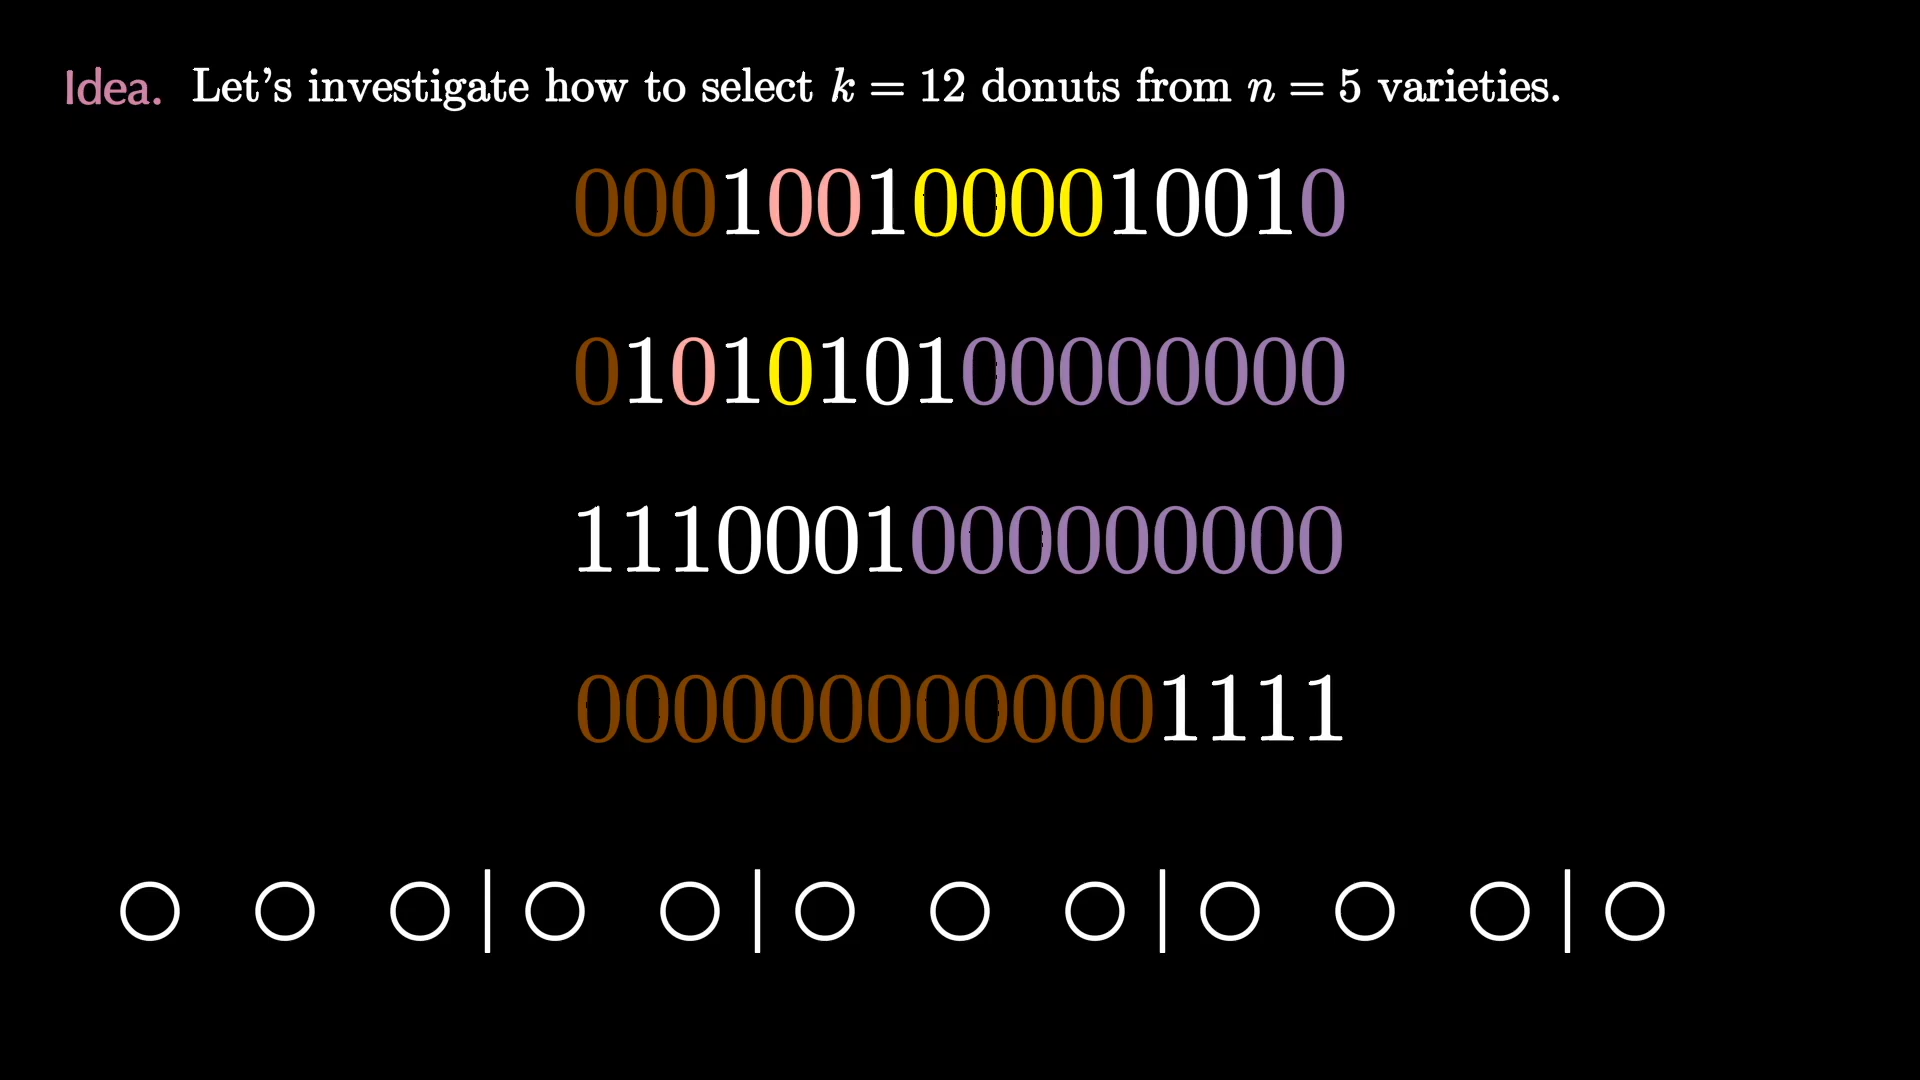 Idea. Let's investigate how to select k = 12 donuts from n = 5 varieties.
0001001000010010
0101010100000000
1110001000000000
0000000000001111